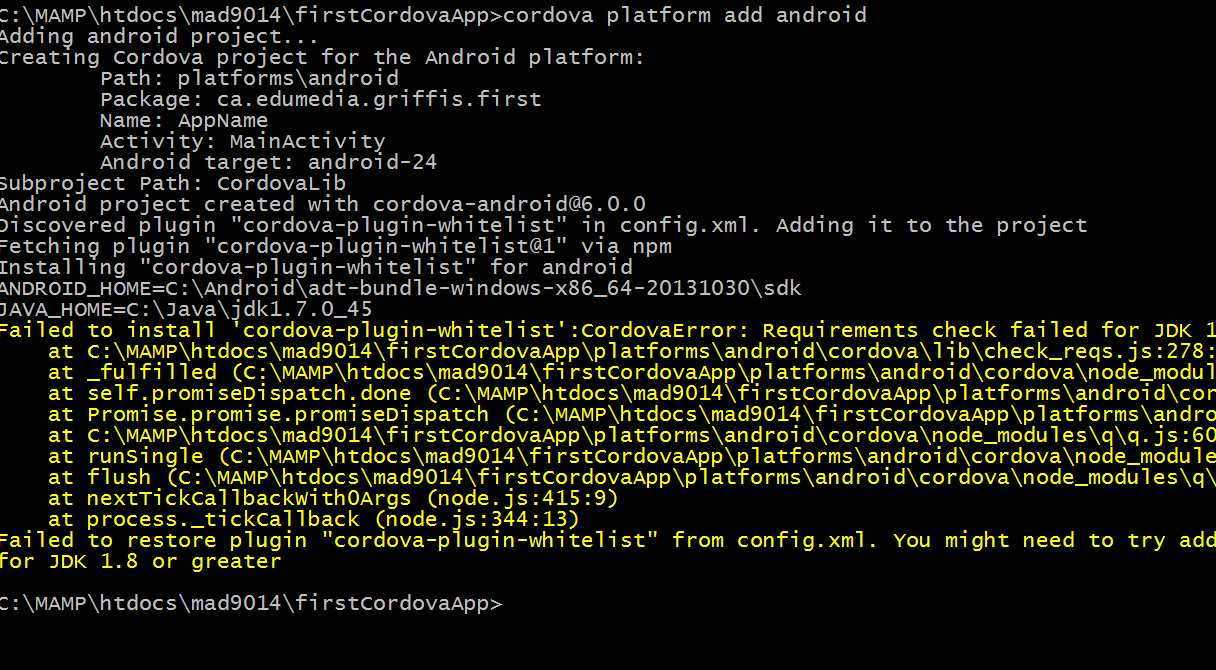 C:\MAMP\htdocs\mad9014\firstCordovaApp>cordova platform add android
Adding android project...
Creating Cordova project for the Android platform:
        Path: platforms\android
        Package: ca.edumedia.griffis.first
        Name: AppName
        Activity: MainActivity
        Android target: android-24
Subproject Path: CordovaLib
Android project created with cordova-android@6.0.0
Discovered plugin "cordova-plugin-whitelist" in config.xml. Adding it to the project
Fetching plugin "cordova-plugin-whitelist@1" via npm
Installing "cordova-plugin-whitelist" for android
ANDROID_HOME=C:\Android\adt-bundle-windows-x86_64-20131030\sdk
JAVA_HOME=C:\Java\jdk1.7.0_45
Failed to install 'cordova-plugin-whitelist':CordovaError: Requirements check failed for JDK 1
    at C:\MAMP\htdocs\mad9014\firstCordovaApp\platforms\android\cordova\lib\check_reqs.js:278:
    at _fulfilled (C:\MAMP\htdocs\mad9014\firstCordovaApp\platforms\android\cordova\node_modul
    at self.promiseDispatch.done (C:\MAMP\htdocs\mad9014\firstCordovaApp\platforms\android\cor
    at Promise.promise.promiseDispatch (C:\MAMP\htdocs\mad9014\firstCordovaApp\platforms\andro
    at C:\MAMP\htdocs\mad9014\firstCordovaApp\platforms\android\cordova\node_modules\q\q.js:60
    at runSingle (C:\MAMP\htdocs\mad9014\firstCordovaApp\platforms\android\cordova\node_module
    at flush (C:\MAMP\htdocs\mad9014\firstCordovaApp\platforms\android\cordova\node_modules\q\
    at nextTickCallbackWith0Args (node.js:415:9)
    at process._tickCallback (node.js:344:13)
Failed to restore plugin "cordova-plugin-whitelist" from config.xml. You might need to try add
for JDK 1.8 or greater
C:\MAMP\htdocs\mad9014\firstCordovaApp>